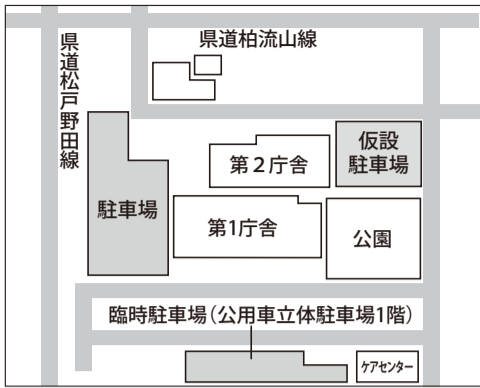 県道柏流山線
県道松戸野田線
仮設
駐車場
第2庁舎
駐車場
第1庁舎
公園
臨時駐車場(公用車立体駐車場1階)
ケアセンター